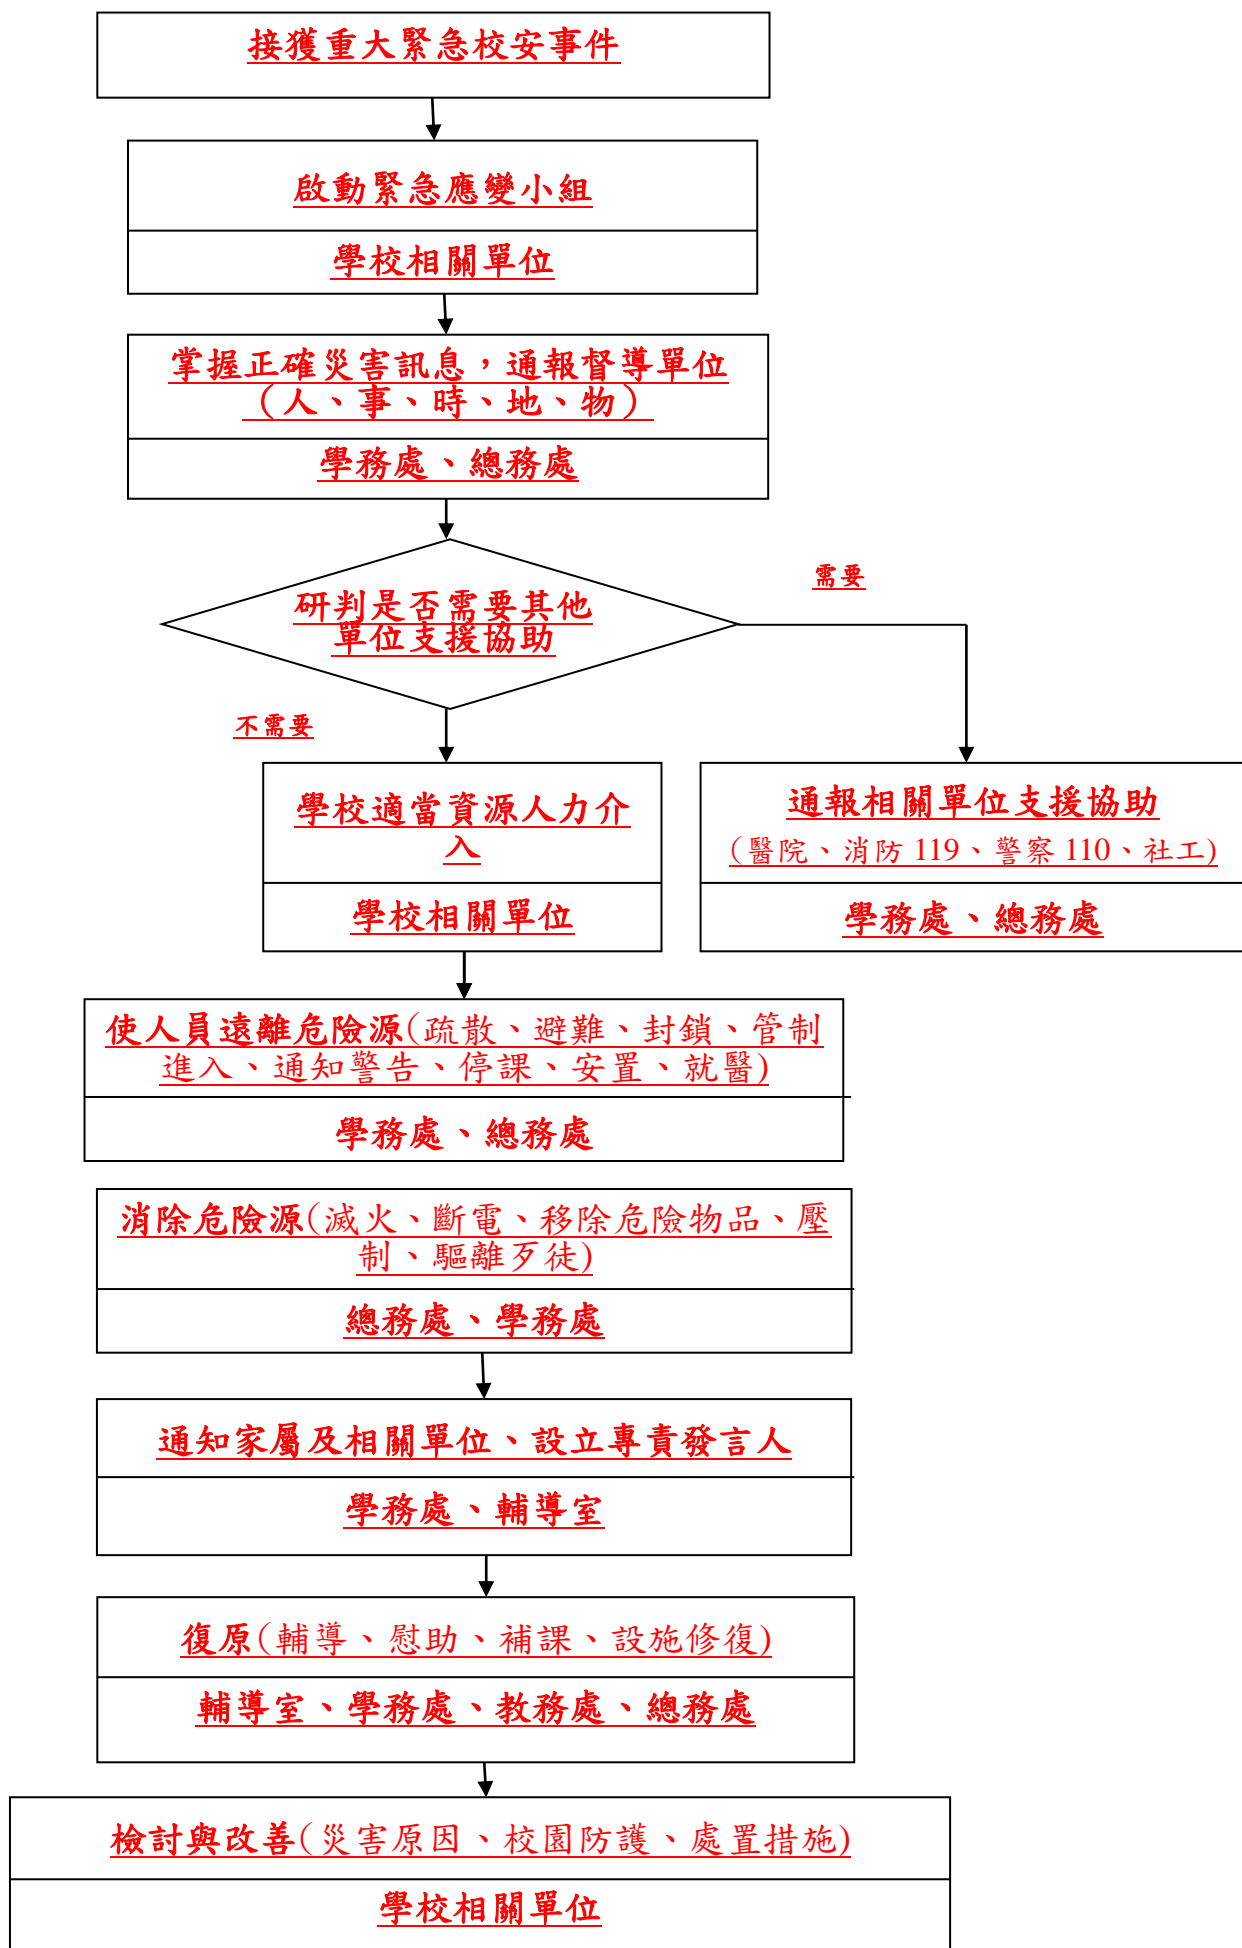 接獲重大緊急校安事件
啟動緊急應變小組
學校相關單位
掌握正確災害訊息，通報督導單位
（人、事、時、地、物）
學務處、總務處
需要
研判是否需要其他
單位支援協助
不需要
學校適當資源人力介
入
學校相關單位
通報相關單位支援協助
(醫院、消防 119、警察 110、社工)
學務處、總務處
使人員遠離危險源(疏散、避難、封鎖、管制
進入、通知警告、停課、安置、就醫)
學務處、總務處
消除危險源(滅火、斷電、移除危險物品、壓
制、驅離歹徒)
總務處、學務處
通知家屬及相關單位、設立專責發言人
學務處、輔導室
復原(輔導、慰助、補課、設施修復)
輔導室、學務處、教務處、總務處
檢討與改善(災害原因、校園防護、處置措施)
學校相關單位